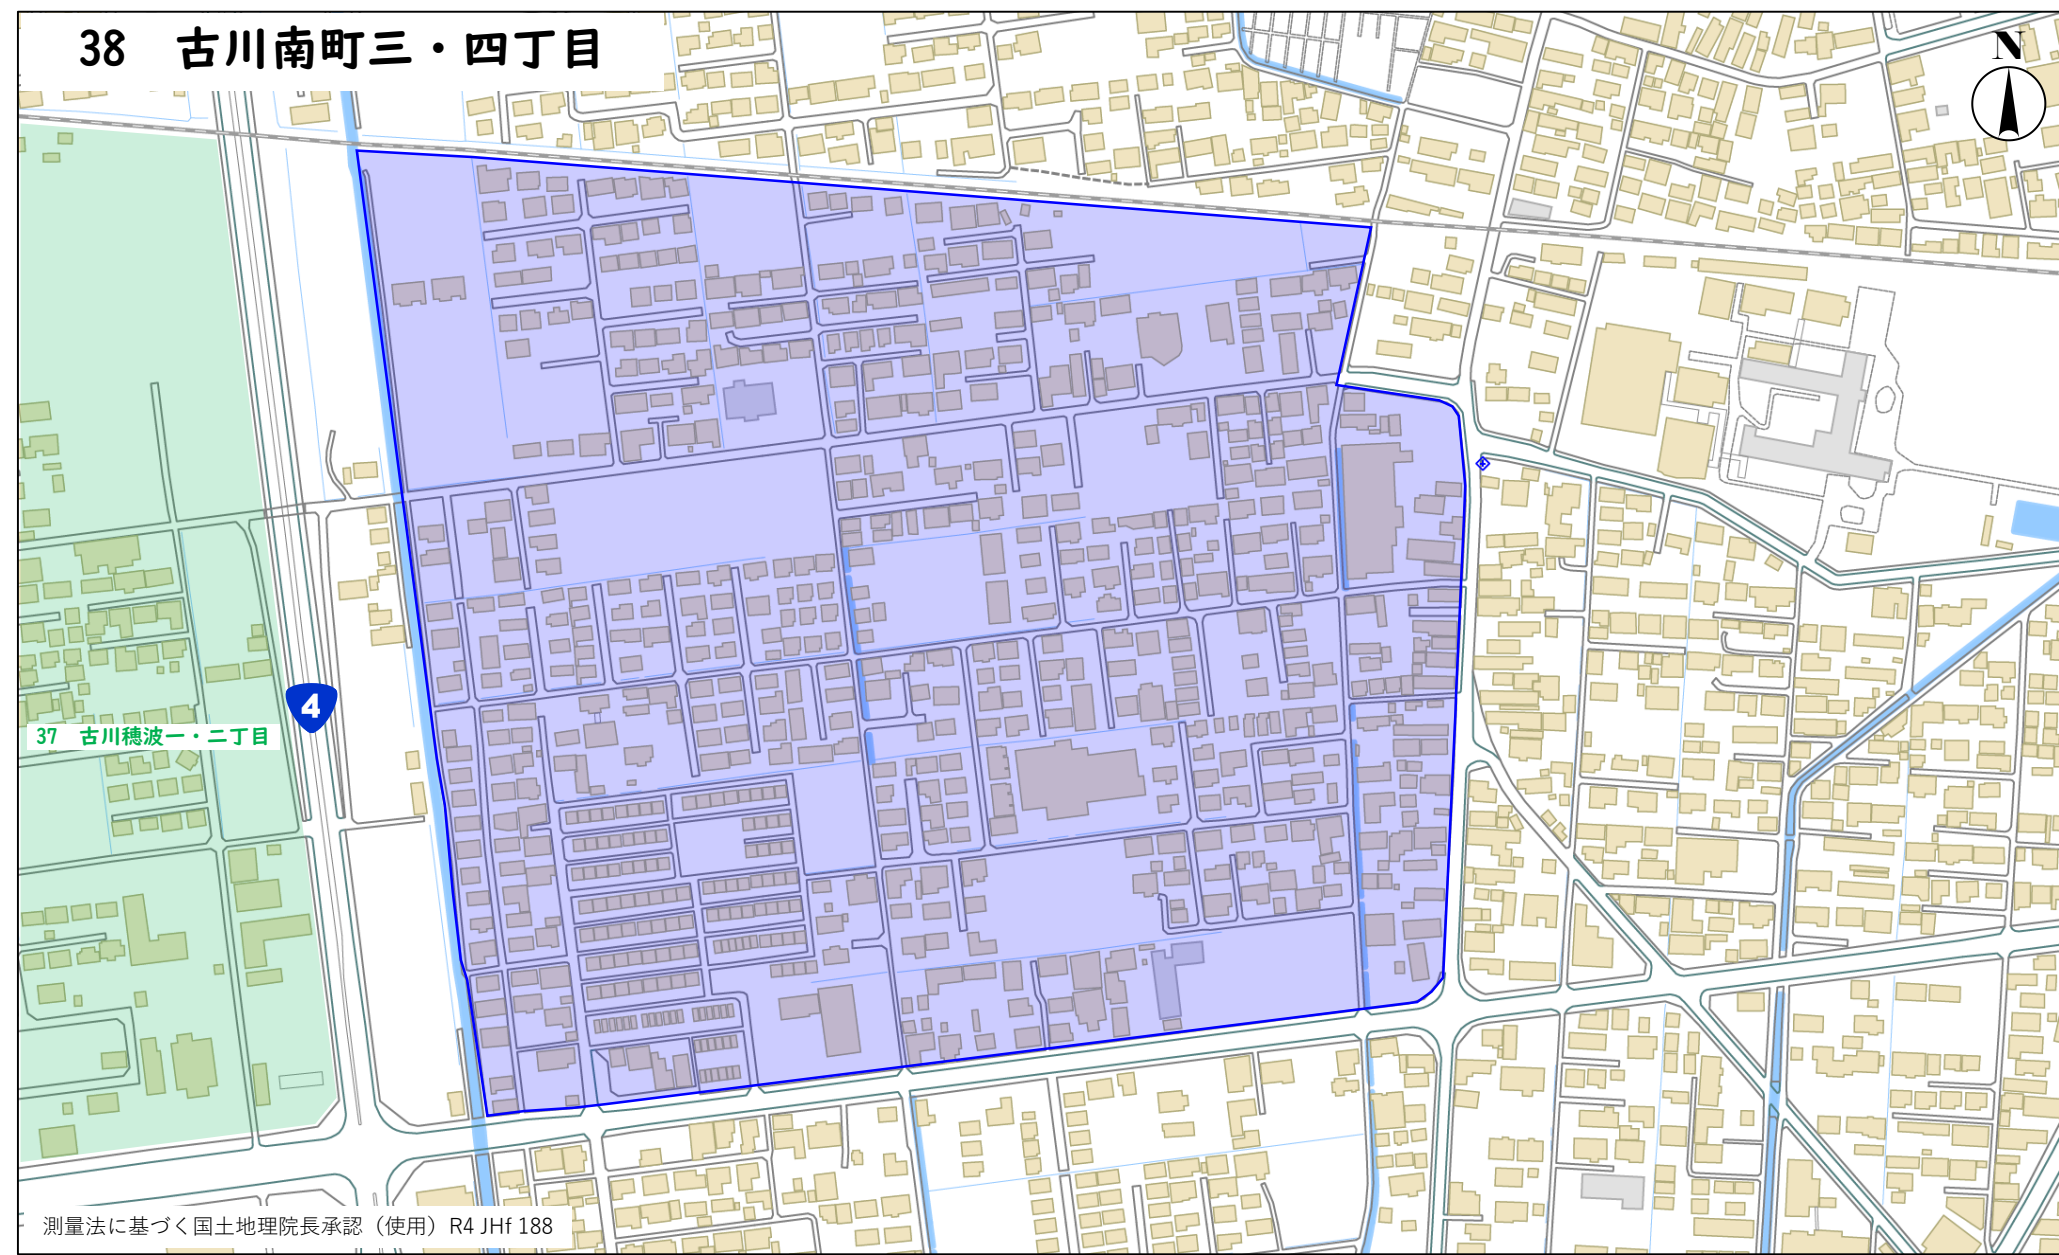 38　古川南町三・四丁目
N
4
37　古川穂波一・二丁目
測量法に基づく国土地理院長承認（使用）R4 JHf 188